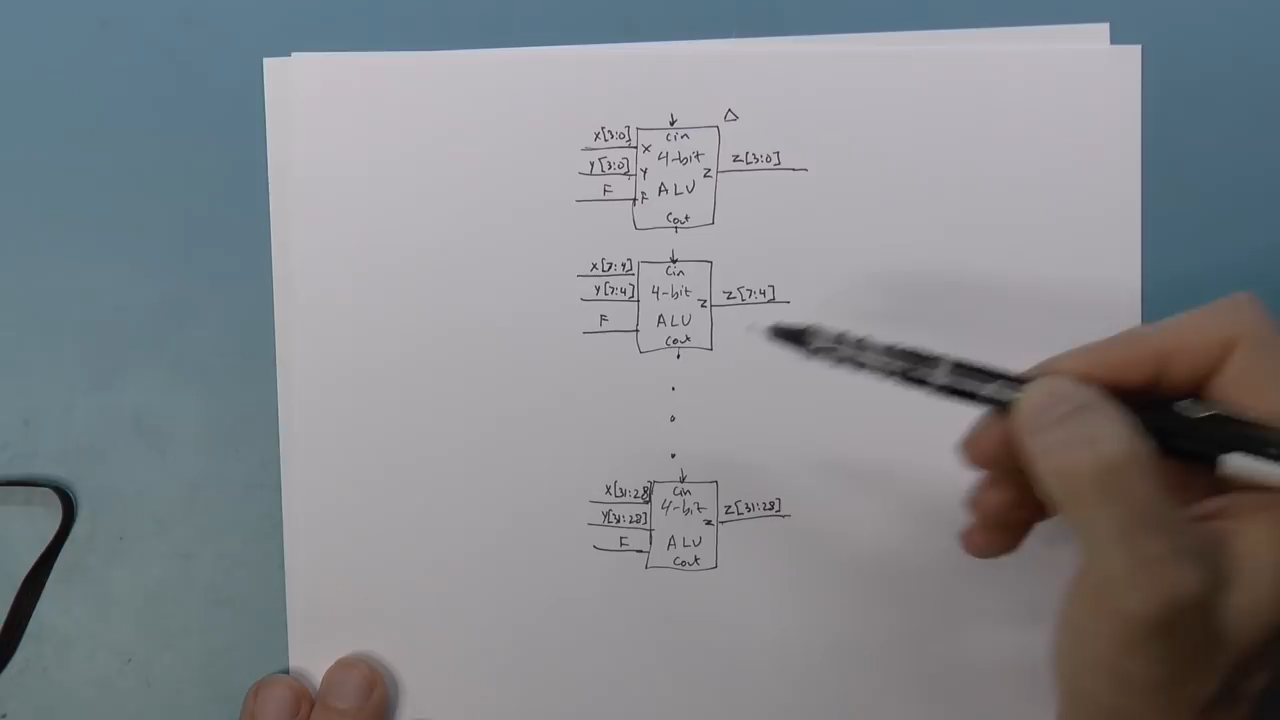 Δ
Cin
X[3:0]
X
4-bit
Z[3:0]
Y[3:0]
Y
Z
F
F
ALU
Cout
X[7:4]
Cin
Y[7:4]
4-bit
Z
Z[7:4]
F
ALU
Cout
X[31:28]
Cin
4-bit
Z[31:28]
Y[31:28]
Z
F
ALU
Cout